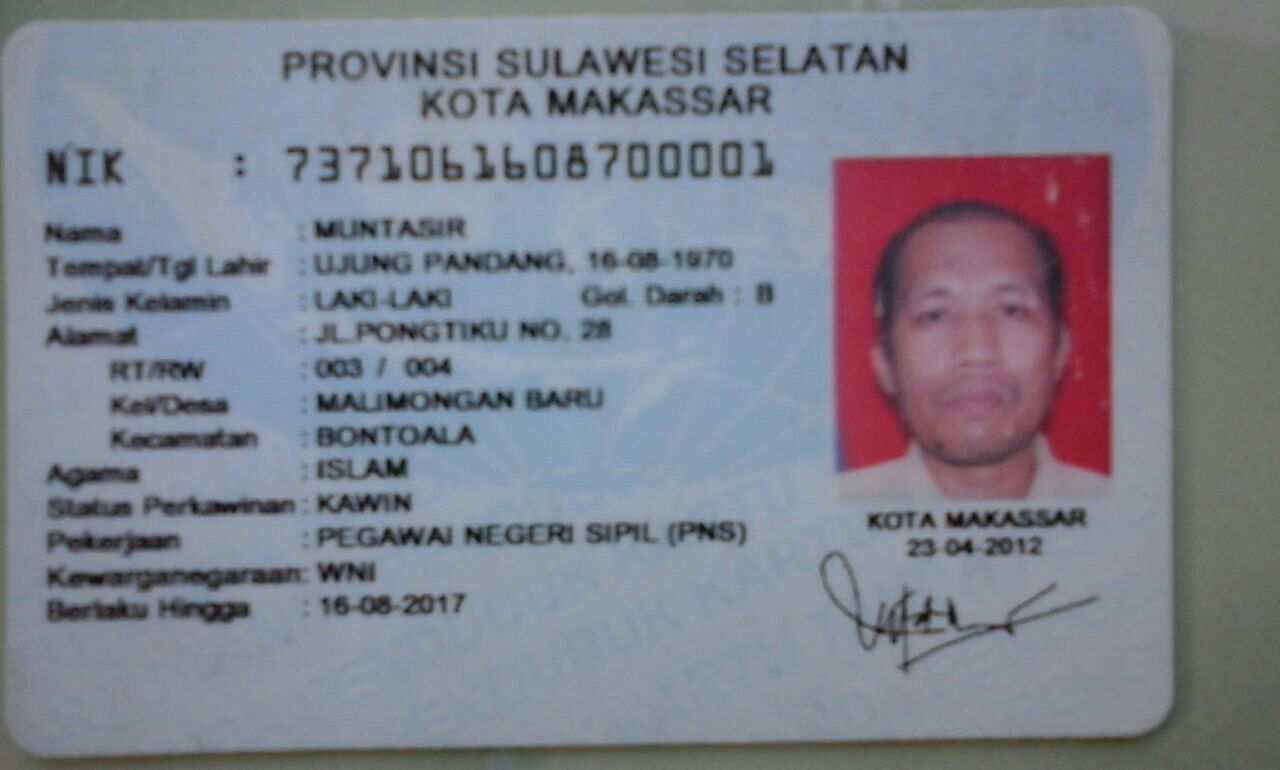 PROVINSI SULAWESI SELATAN
KOTA MAKASSAR
NIK : 7371061608700001
Nama : MUNTASIR
Tempat/Tgl Lahir : UJUNG PANDANG, 16-08-1970
Jenis Kelamin : LAKI-LAKI Gol. Darah : B
Alamat : JL.PONGTIKU NO. 28
RT/RW : 003 / 004
Kel/Desa : MALIMONGAN BARU
Kecamatan : BONTOALA
Agama : ISLAM
Status Perkawinan : KAWIN
Pekerjaan : PEGAWAI NEGERI SIPIL (PNS)
Kewarganegaraan: WNI
Berlaku Hingga : 16-08-2017
KOTA MAKASSAR
23-04-2012